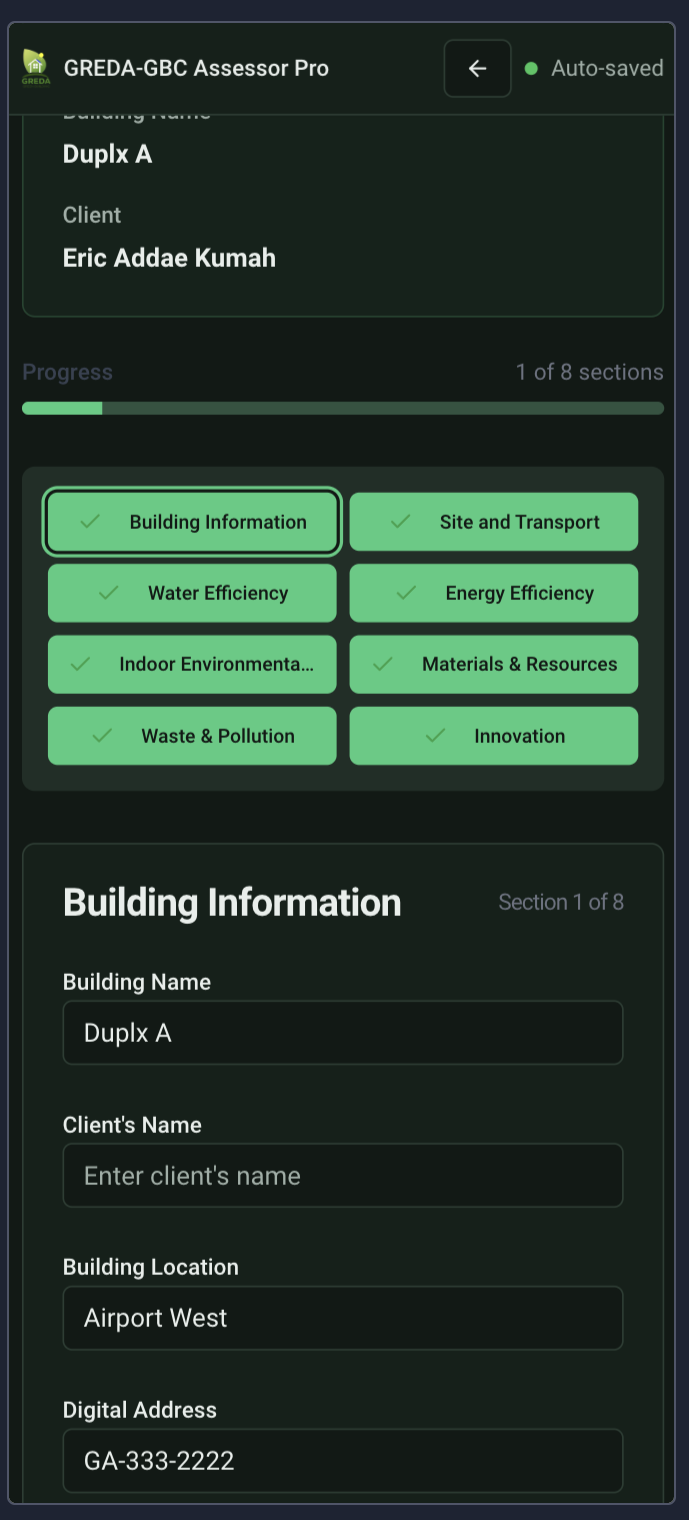 GREDA
GREDA-GBC Assessor Pro
Auto-saved
Building Name
Duplx A
Client
Eric Addae Kumah
Progress
1 of 8 sections
Building Information
Site and Transport
Water Efficiency
Energy Efficiency
Indoor Environmenta...
Materials & Resources
Waste & Pollution
Innovation
Building Information
Section 1 of 8
Building Name
Duplx A
Client's Name
Enter client's name
Building Location
Airport West
Digital Address
GA-333-2222